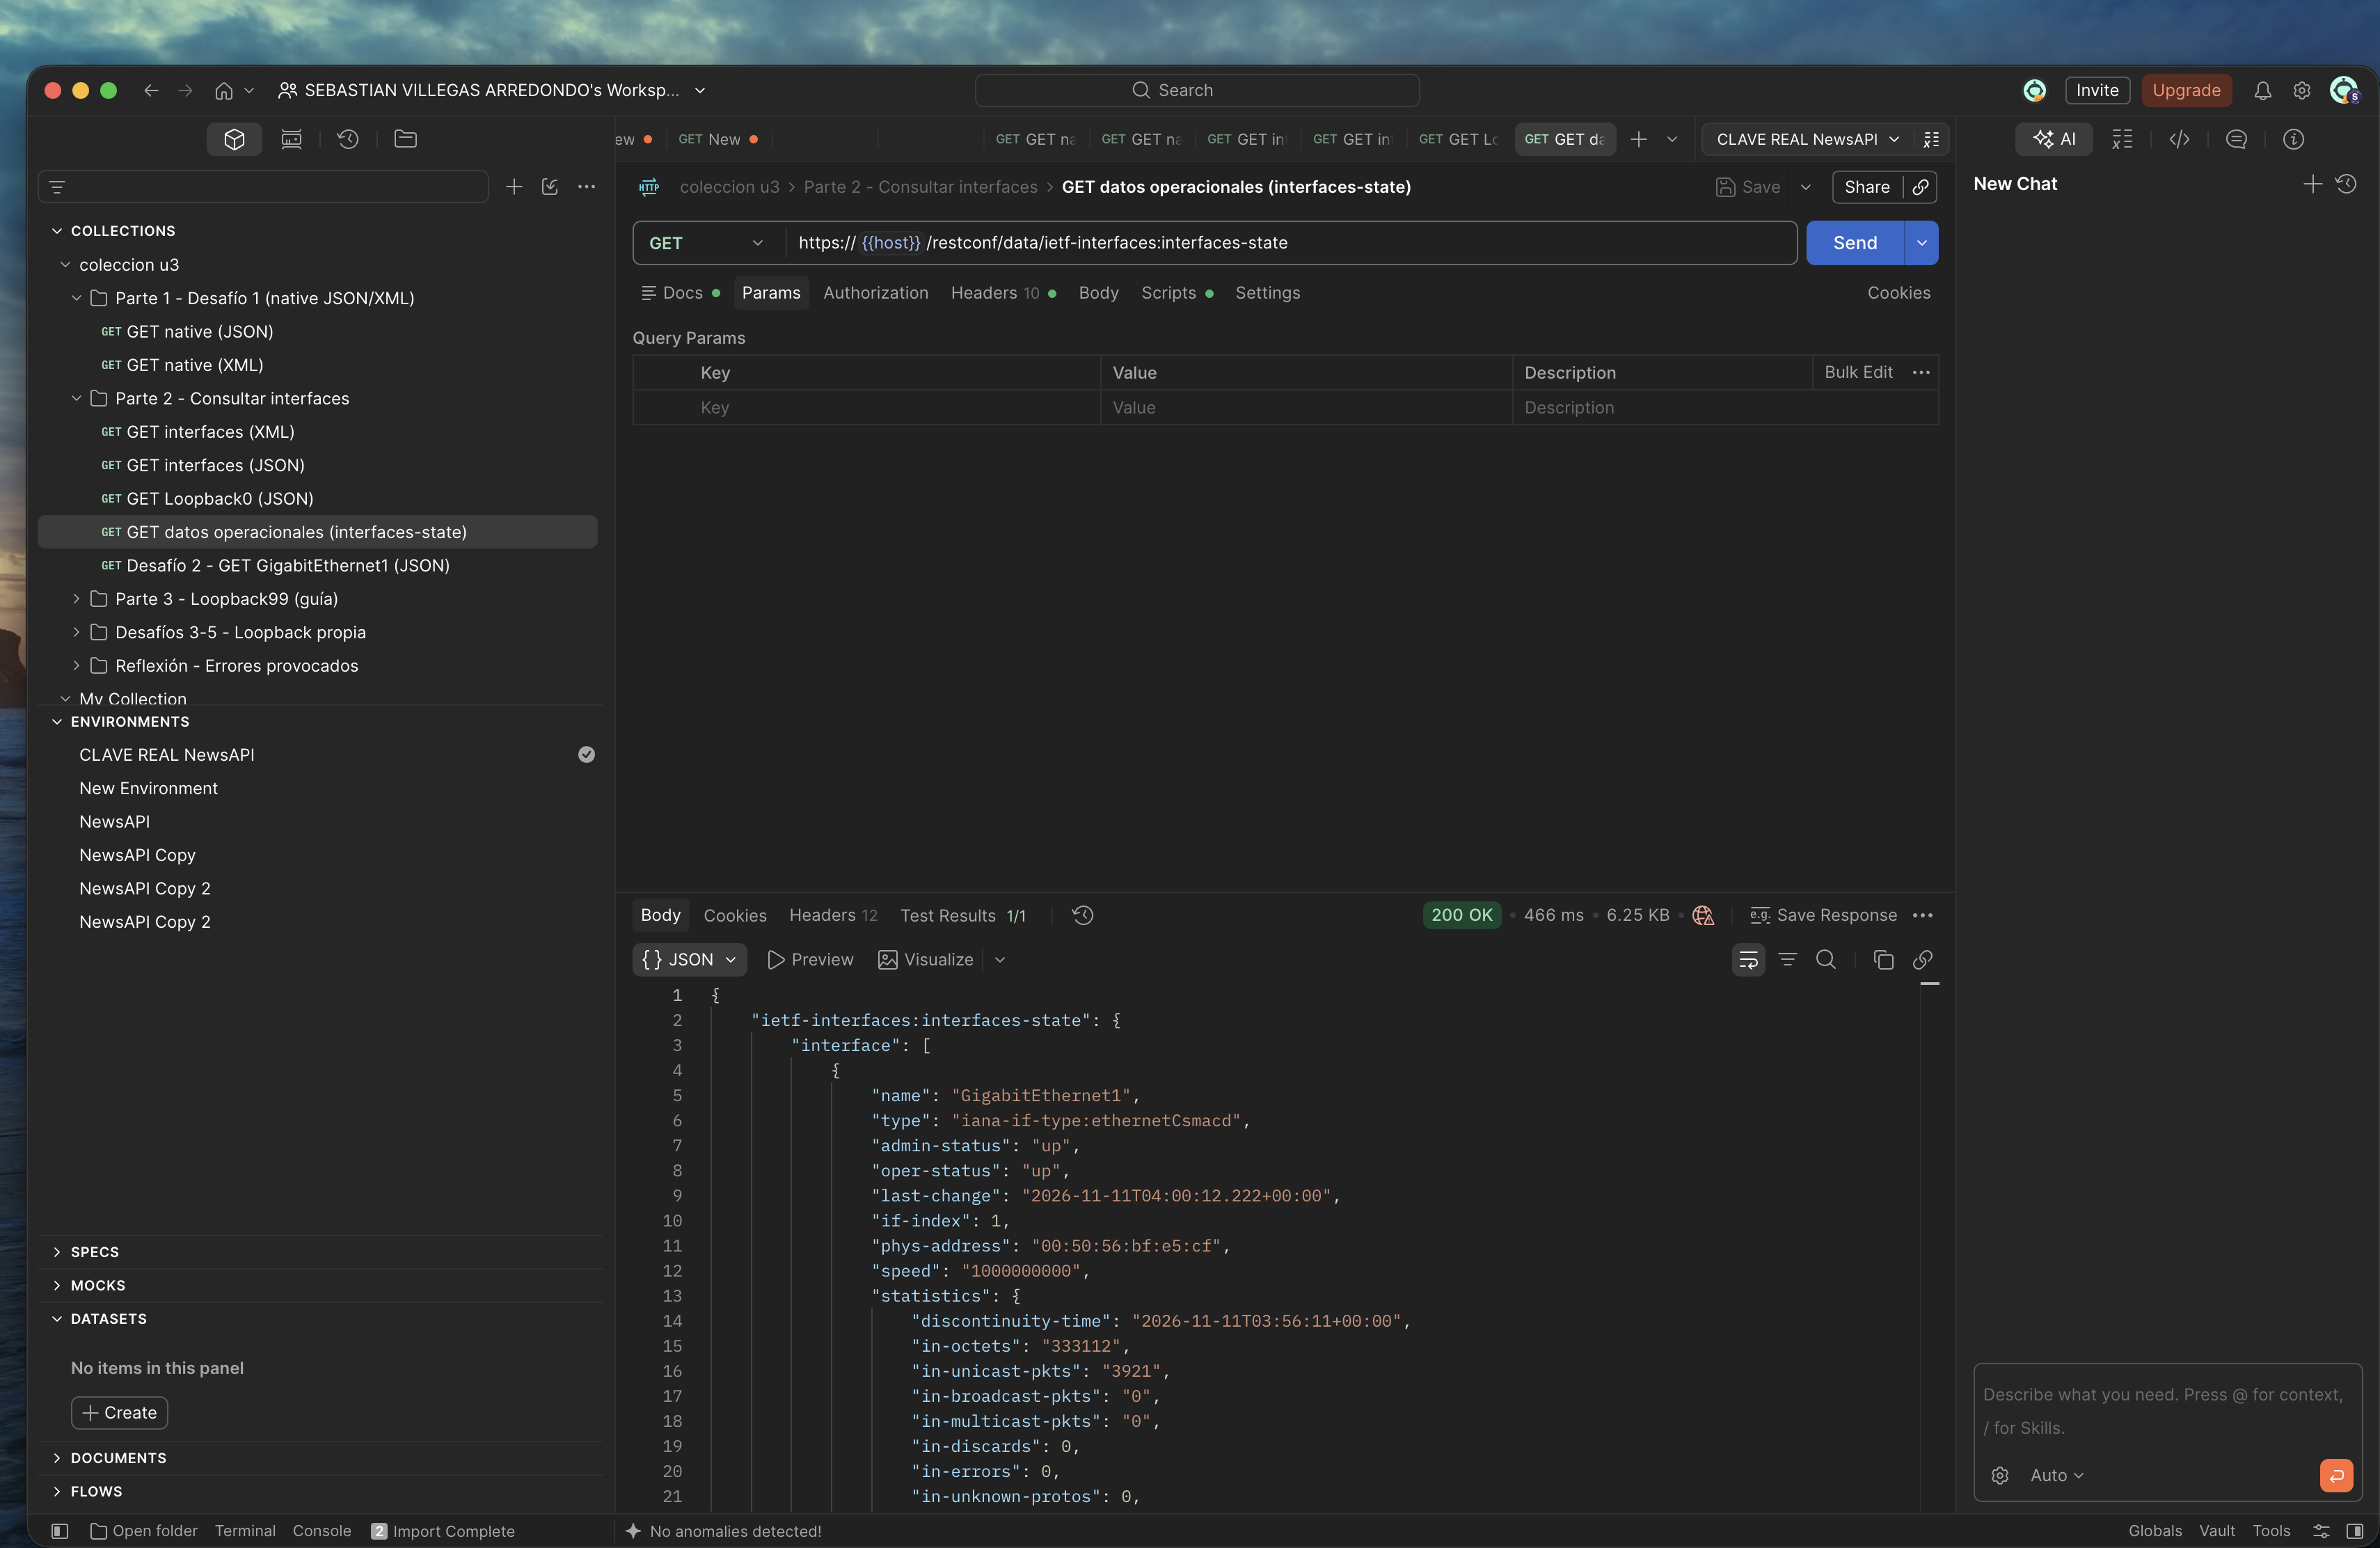 SEBASTIAN VILLEGAS ARREDONDO's Worksp...
Search
Invite
Upgrade
ew
GET New
GET GET na
GET GET na
GET GET in
GET GET in
GET GET Lo
GET GET da
CLAVE REAL NewsAPI
AI
HTTP
coleccion u3 > Parte 2 - Consultar interfaces > GET datos operacionales (interfaces-state)
Save
Share
New Chat
COLLECTIONS
coleccion u3
Parte 1 - Desafío 1 (native JSON/XML)
GET GET native (JSON)
GET GET native (XML)
Parte 2 - Consultar interfaces
GET GET interfaces (XML)
GET GET interfaces (JSON)
GET GET Loopback0 (JSON)
GET GET datos operacionales (interfaces-state)
GET Desafío 2 - GET GigabitEthernet1 (JSON)
Parte 3 - Loopback99 (guía)
Desafíos 3-5 - Loopback propia
Reflexión - Errores provocados
My Collection
ENVIRONMENTS
CLAVE REAL NewsAPI
New Environment
NewsAPI
NewsAPI Copy
NewsAPI Copy 2
NewsAPI Copy 2
SPECS
MOCKS
DATASETS
No items in this panel
Create
DOCUMENTS
FLOWS
GET
https:// {{host}} /restconf/data/ietf-interfaces:interfaces-state
Send
Docs
Params
Authorization
Headers 10
Body
Scripts
Settings
Cookies
Query Params
Key Value Description Bulk Edit
Key Value Description
Body
Cookies
Headers 12
Test Results 1/1
200 OK
466 ms
6.25 KB
e.g. Save Response
{} JSON
Preview
Visualize
1 {
2 "ietf-interfaces:interfaces-state": {
3 "interface": [
4 {
5 "name": "GigabitEthernet1",
6 "type": "iana-if-type:ethernetCsmacd",
7 "admin-status": "up",
8 "oper-status": "up",
9 "last-change": "2026-11-11T04:00:12.222+00:00",
10 "if-index": 1,
11 "phys-address": "00:50:56:bf:e5:cf",
12 "speed": "1000000000",
13 "statistics": {
14 "discontinuity-time": "2026-11-11T03:56:11+00:00",
15 "in-octets": "333112",
16 "in-unicast-pkts": "3921",
17 "in-broadcast-pkts": "0",
18 "in-multicast-pkts": "0",
19 "in-discards": 0,
20 "in-errors": 0,
21 "in-unknown-protos": 0,
Describe what you need. Press @ for context,
/ for Skills.
Auto
Open folder
Terminal
Console
2 Import Complete
No anomalies detected!
Globals
Vault
Tools